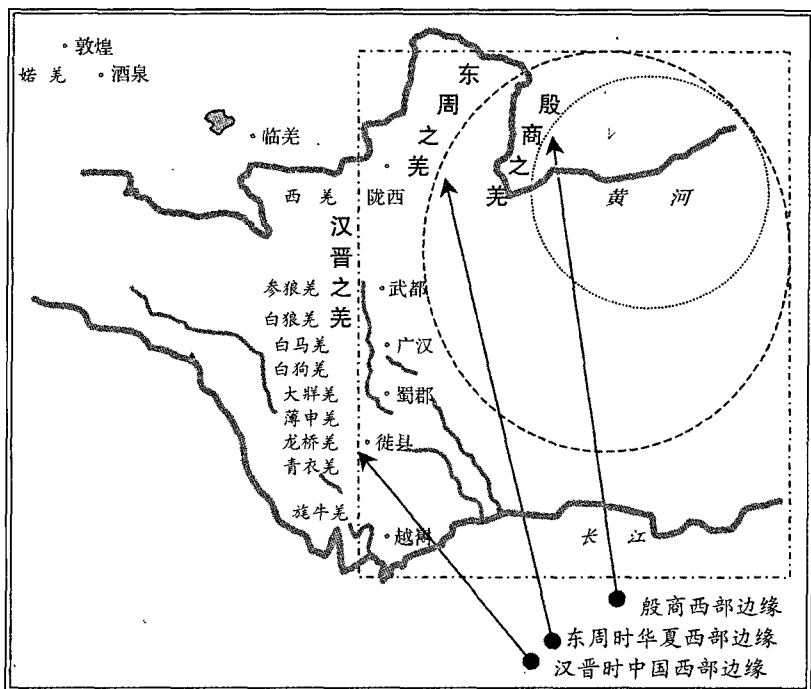 敦煌
婼羌
酒泉
临羌
西羌
陇西
东周之羌
殷商之羌
黄河
汉晋之羌
参狼羌
武都
白狼羌
白马羌
广汉
白狗羌
大牂羌
蜀郡
薄申羌
龙桥羌
徙县
青衣羌
旄牛羌
越嶲
长江
殷商西部边缘
东周时华夏西部边缘
汉晋时中国西部边缘